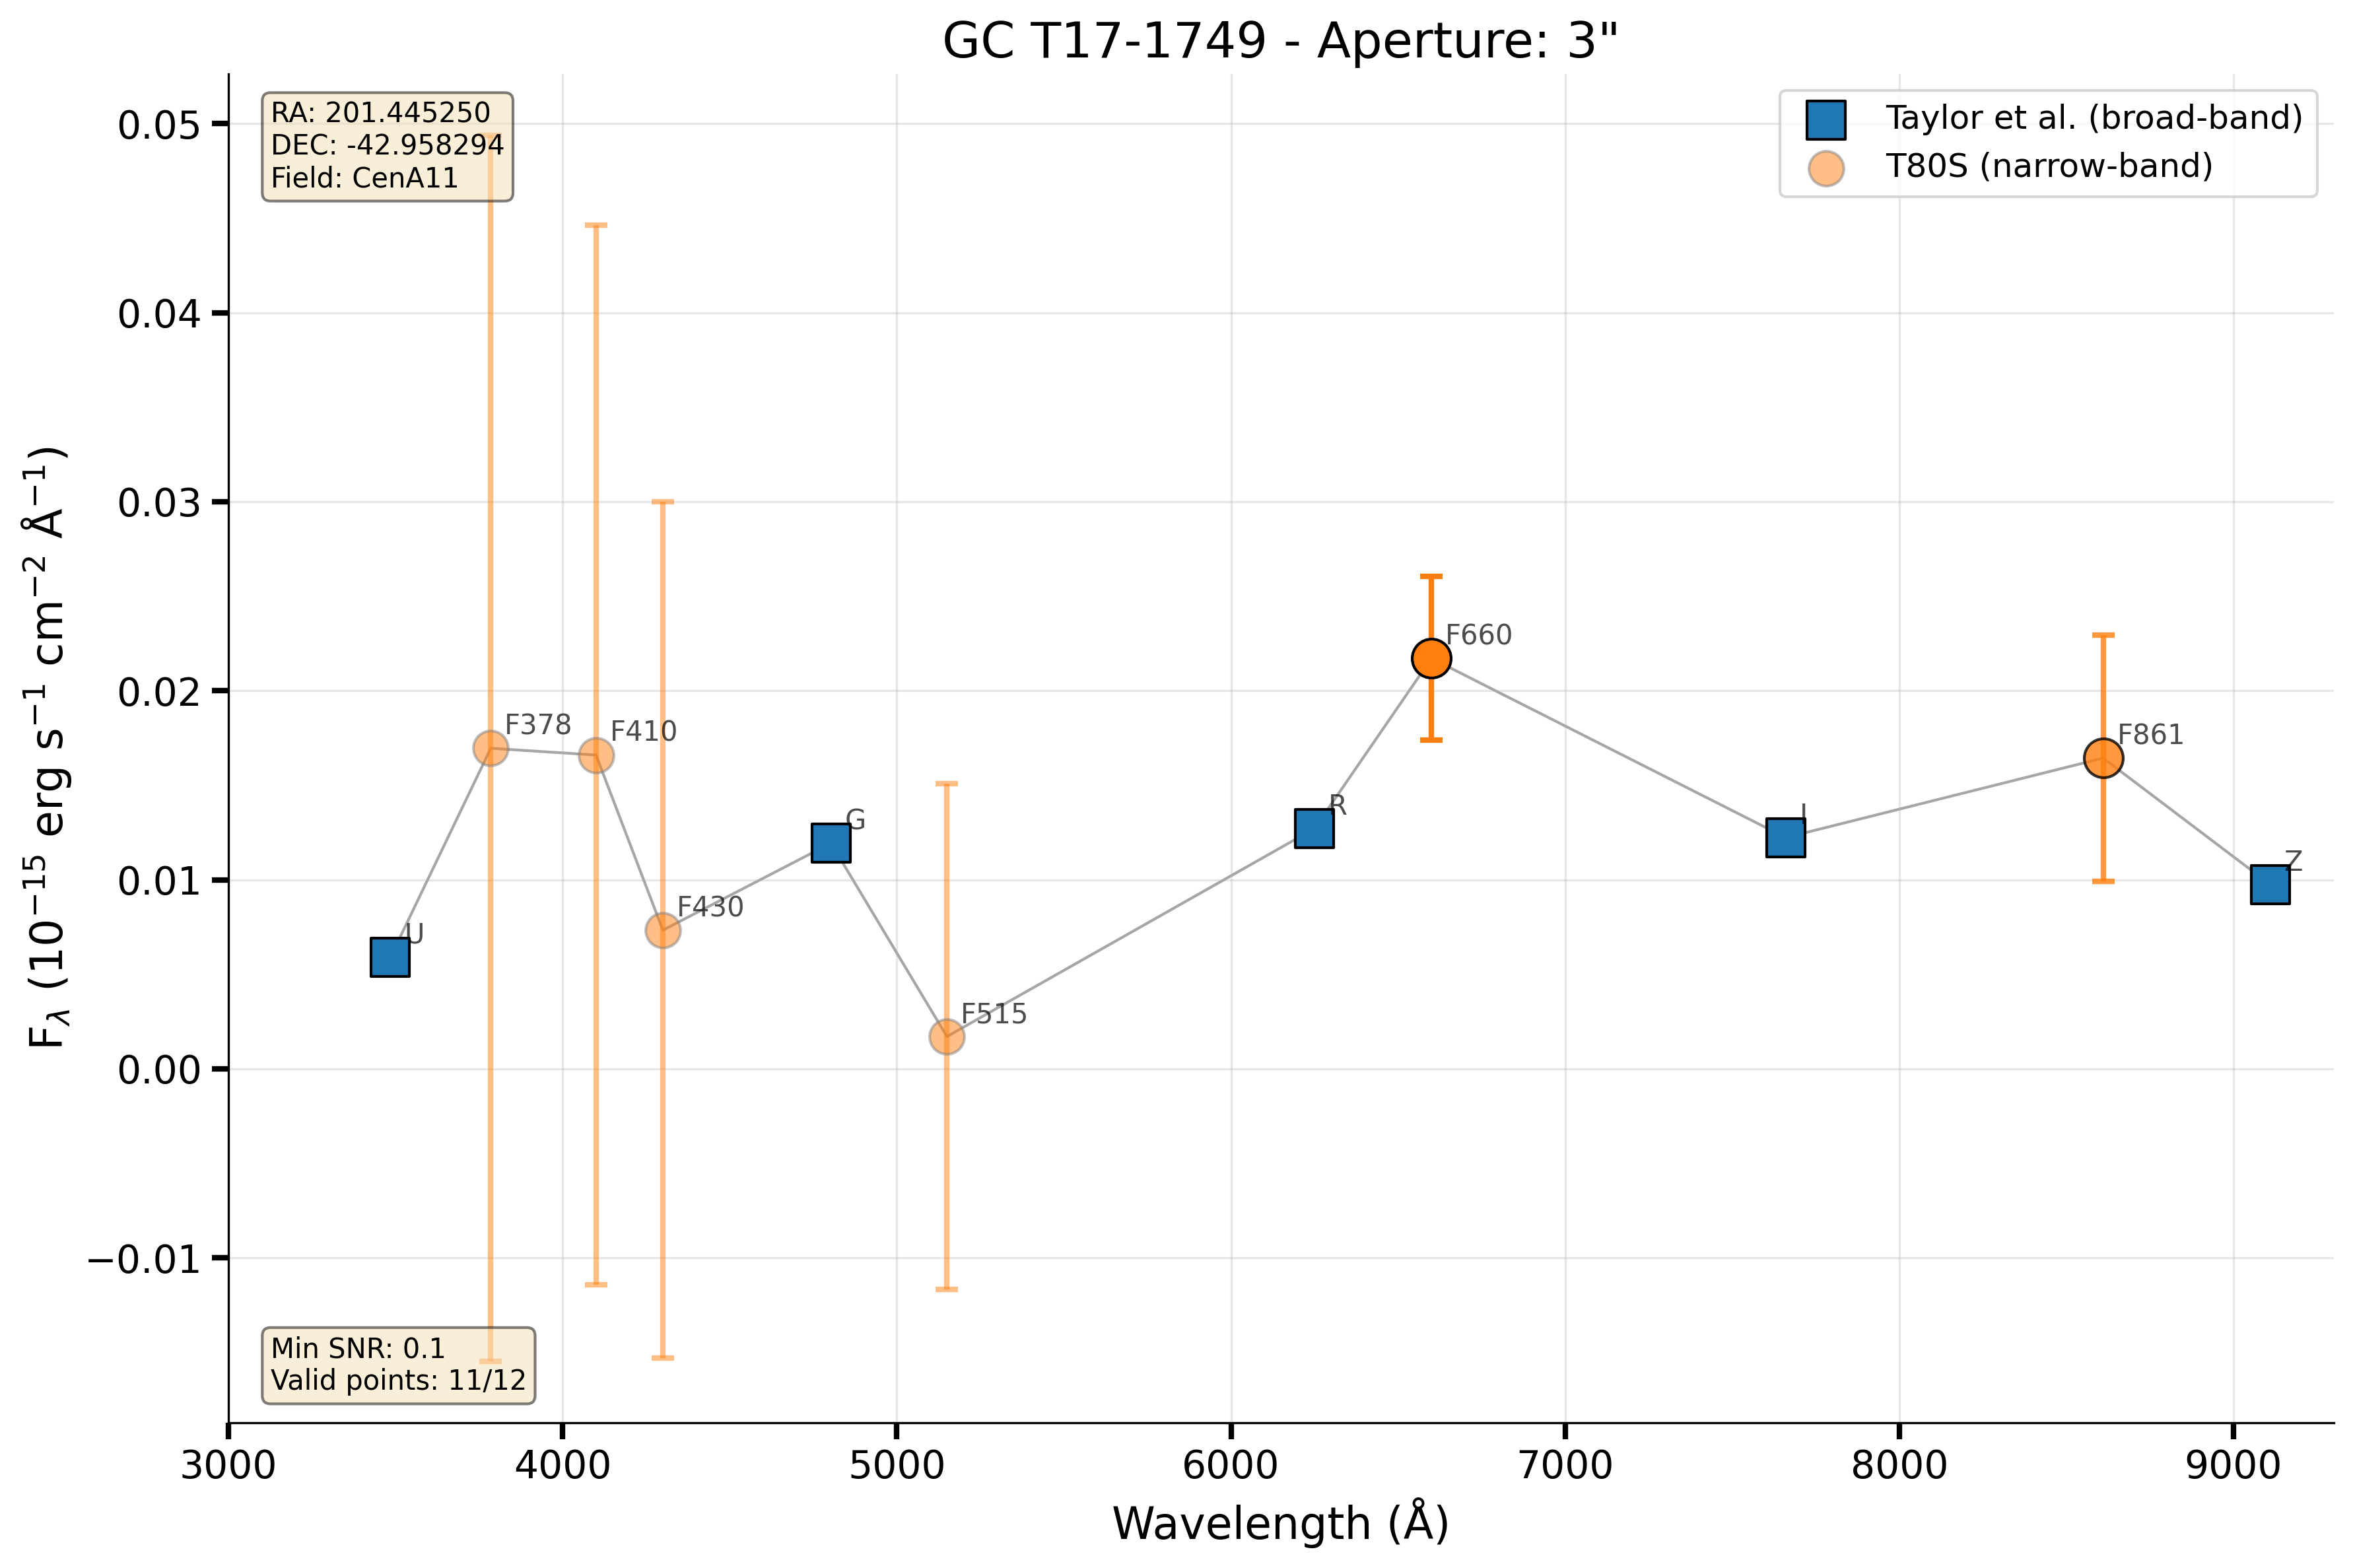 GC T17-1749 - Aperture: 3"
RA: 201.445250
DEC: -42.958294
Field: CenA11
Taylor et al. (broad-band)
T80S (narrow-band)
0.05
0.04
0.03
0.02
0.01
0.00
−0.01
F_λ (10⁻¹⁵ erg s⁻¹ cm⁻² Å⁻¹)
U
F378
F410
F430
G
F515
R
F660
I
F861
Z
Min SNR: 0.1
Valid points: 11/12
3000 4000 5000 6000 7000 8000 9000
Wavelength (Å)